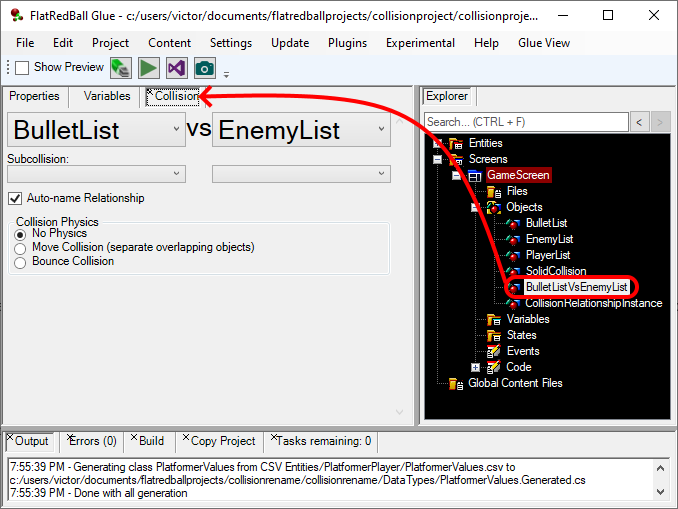 FlatRedBall Glue - c:/users/victor/documents/flatredballprojects/collisionproject/collisionproje...
File Edit Project Content Settings Update Plugins Experimental Help Glue View
Show Preview
Properties Variables Collision
BulletList vs EnemyList
Subcollision:
Auto-name Relationship
Collision Physics
No Physics
Move Collision (separate overlapping objects)
Bounce Collision
Explorer
Search... (CTRL + F) < >
Entities
Screens
GameScreen
Files
Objects
BulletList
EnemyList
PlayerList
SolidCollision
BulletListVsEnemyList
CollisionRelationshipInstance
Variables
States
Events
Code
Global Content Files
Output Errors (0) Build Copy Project Tasks remaining: 0
7:55:39 PM - Generating class PlatformerValues from CSV Entities/PlatformerPlayer/PlatformerValues.csv to
c:/users/victor/documents/flatredballprojects/collisionrename/collisionrename/DataTypes/PlatformerValues.Generated.cs
7:55:39 PM - Done with all generation